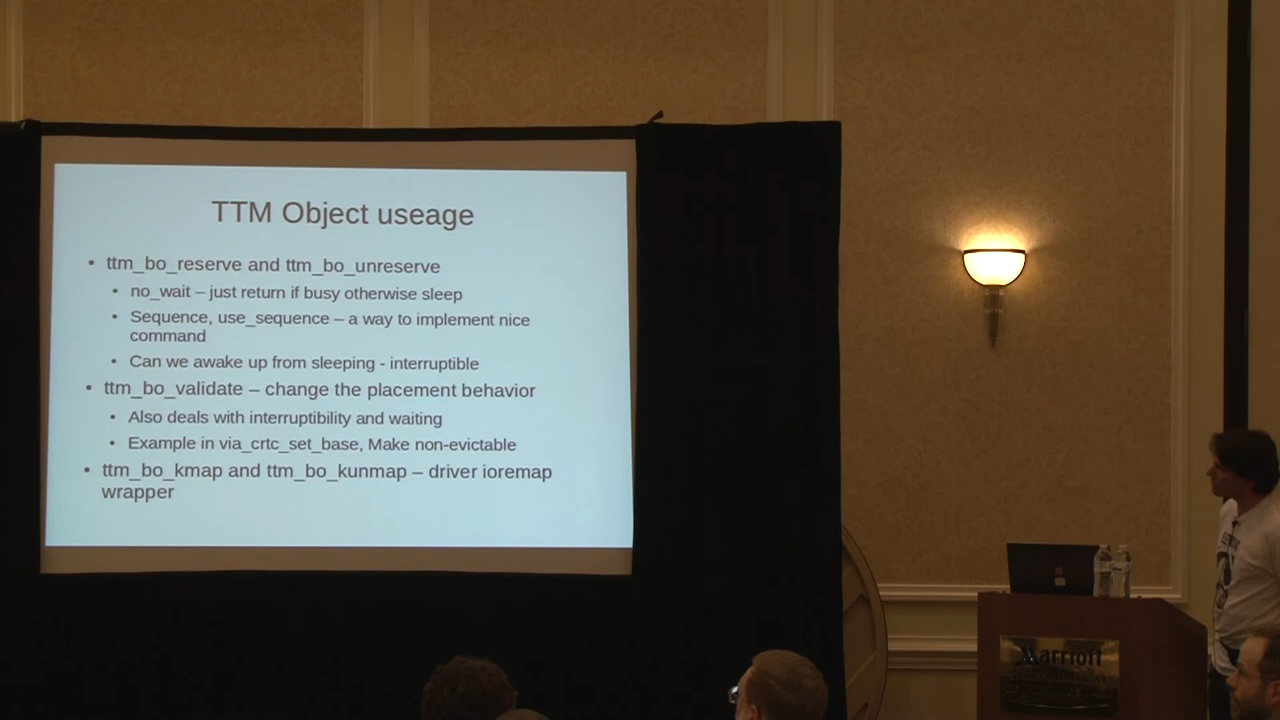 TTM Object useage
• ttm_bo_reserve and ttm_bo_unreserve
• no_wait – just return if busy otherwise sleep
• Sequence, use_sequence – a way to implement nice
command
• Can we awake up from sleeping - interruptible
• ttm_bo_validate – change the placement behavior
• Also deals with interruptibility and waiting
• Example in via_crtc_set_base, Make non-evictable
• ttm_bo_kmap and ttm_bo_kunmap – driver ioremap
wrapper
Marriott